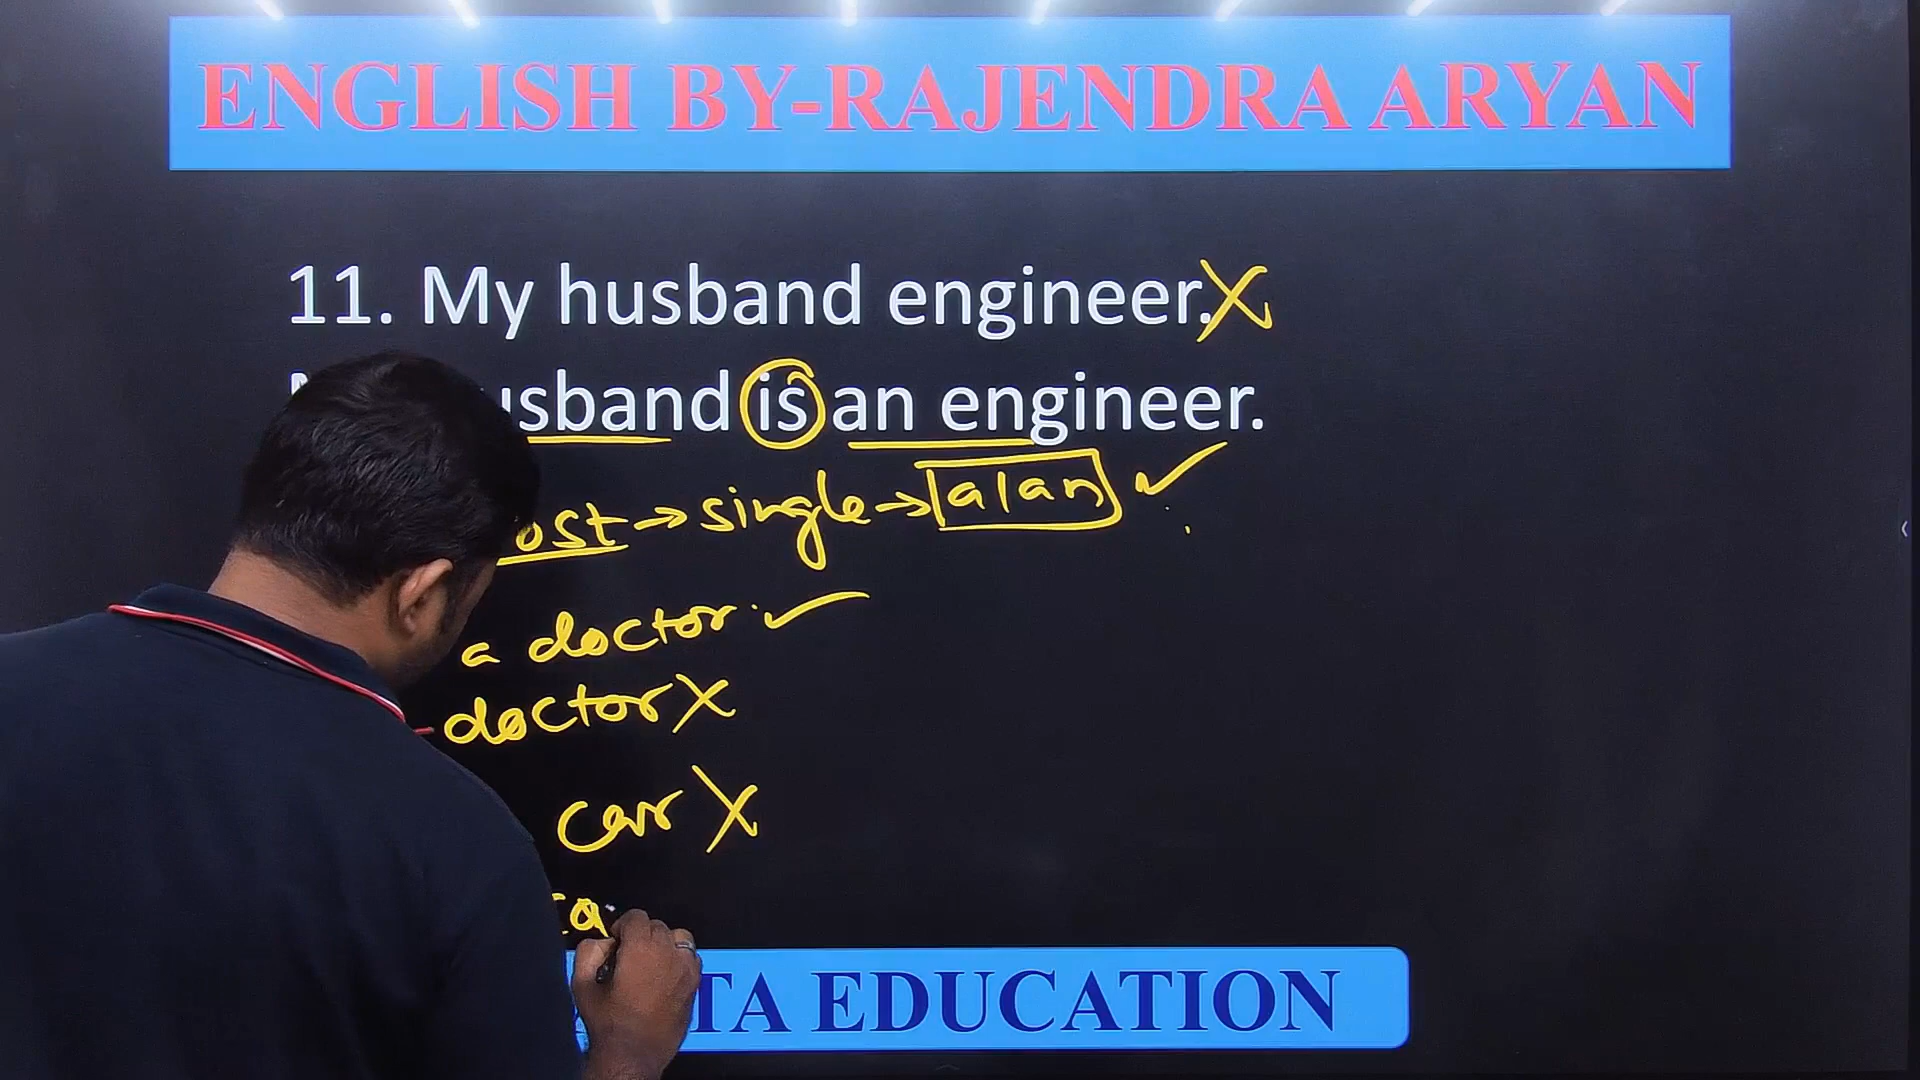 ENGLISH BY-RAJENDRA ARYAN
11. My husband engineer. X
usband is an engineer.
ost → single → a/an ✓
a doctor. ✓
doctor X
car X
ca
TA EDUCATION